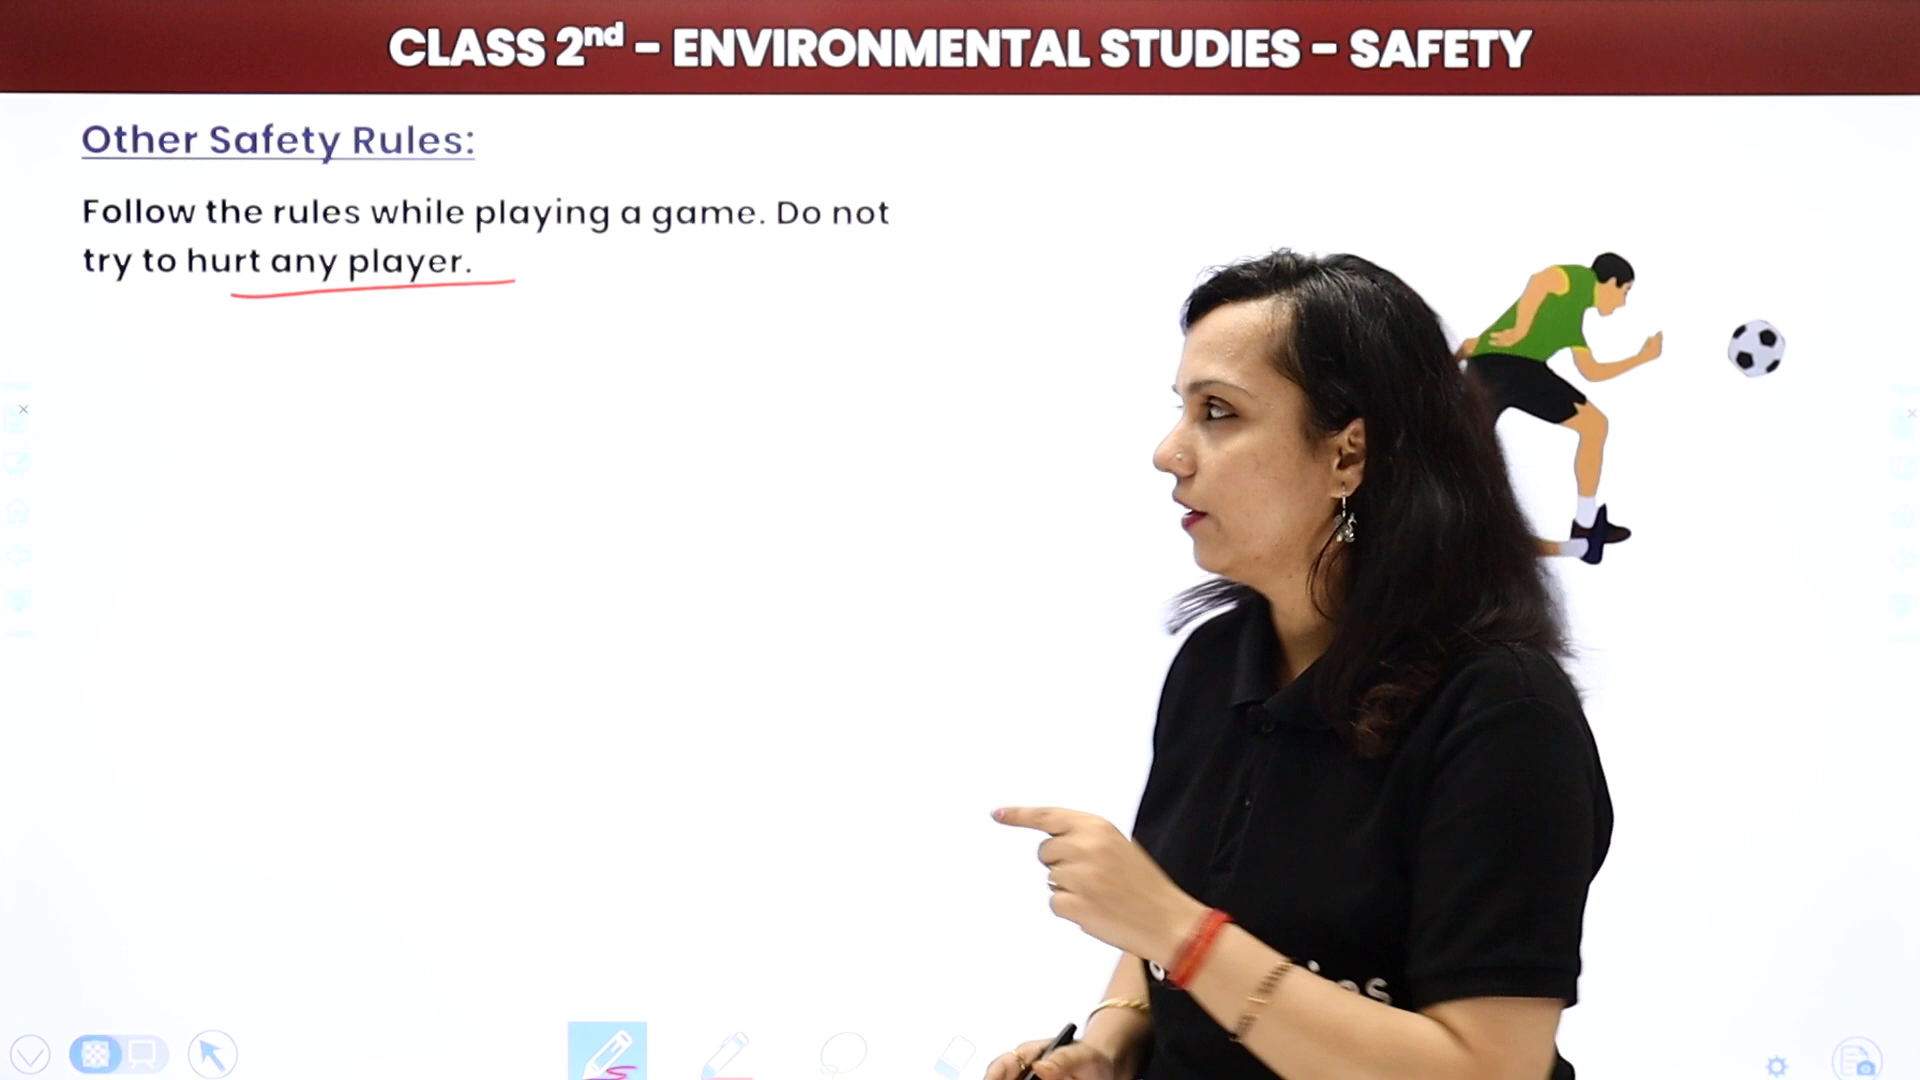 CLASS 2nd – ENVIRONMENTAL STUDIES – SAFETY
Other Safety Rules:
Follow the rules while playing a game. Do not
try to hurt any player.